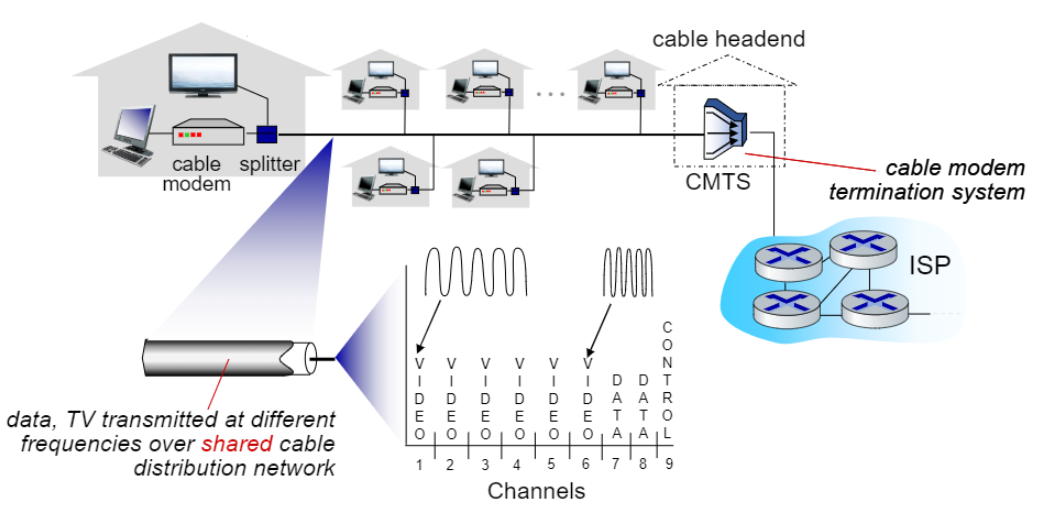 cable headend
cable
modem
splitter
CMTS
cable modem
termination system
ISP
data, TV transmitted at different
frequencies over shared cable
distribution network
VIDEO
VIDEO
VIDEO
VIDEO
VIDEO
VIDEO
DATA
DATA
CONTROL
1 2 3 4 5 6 7 8 9
Channels